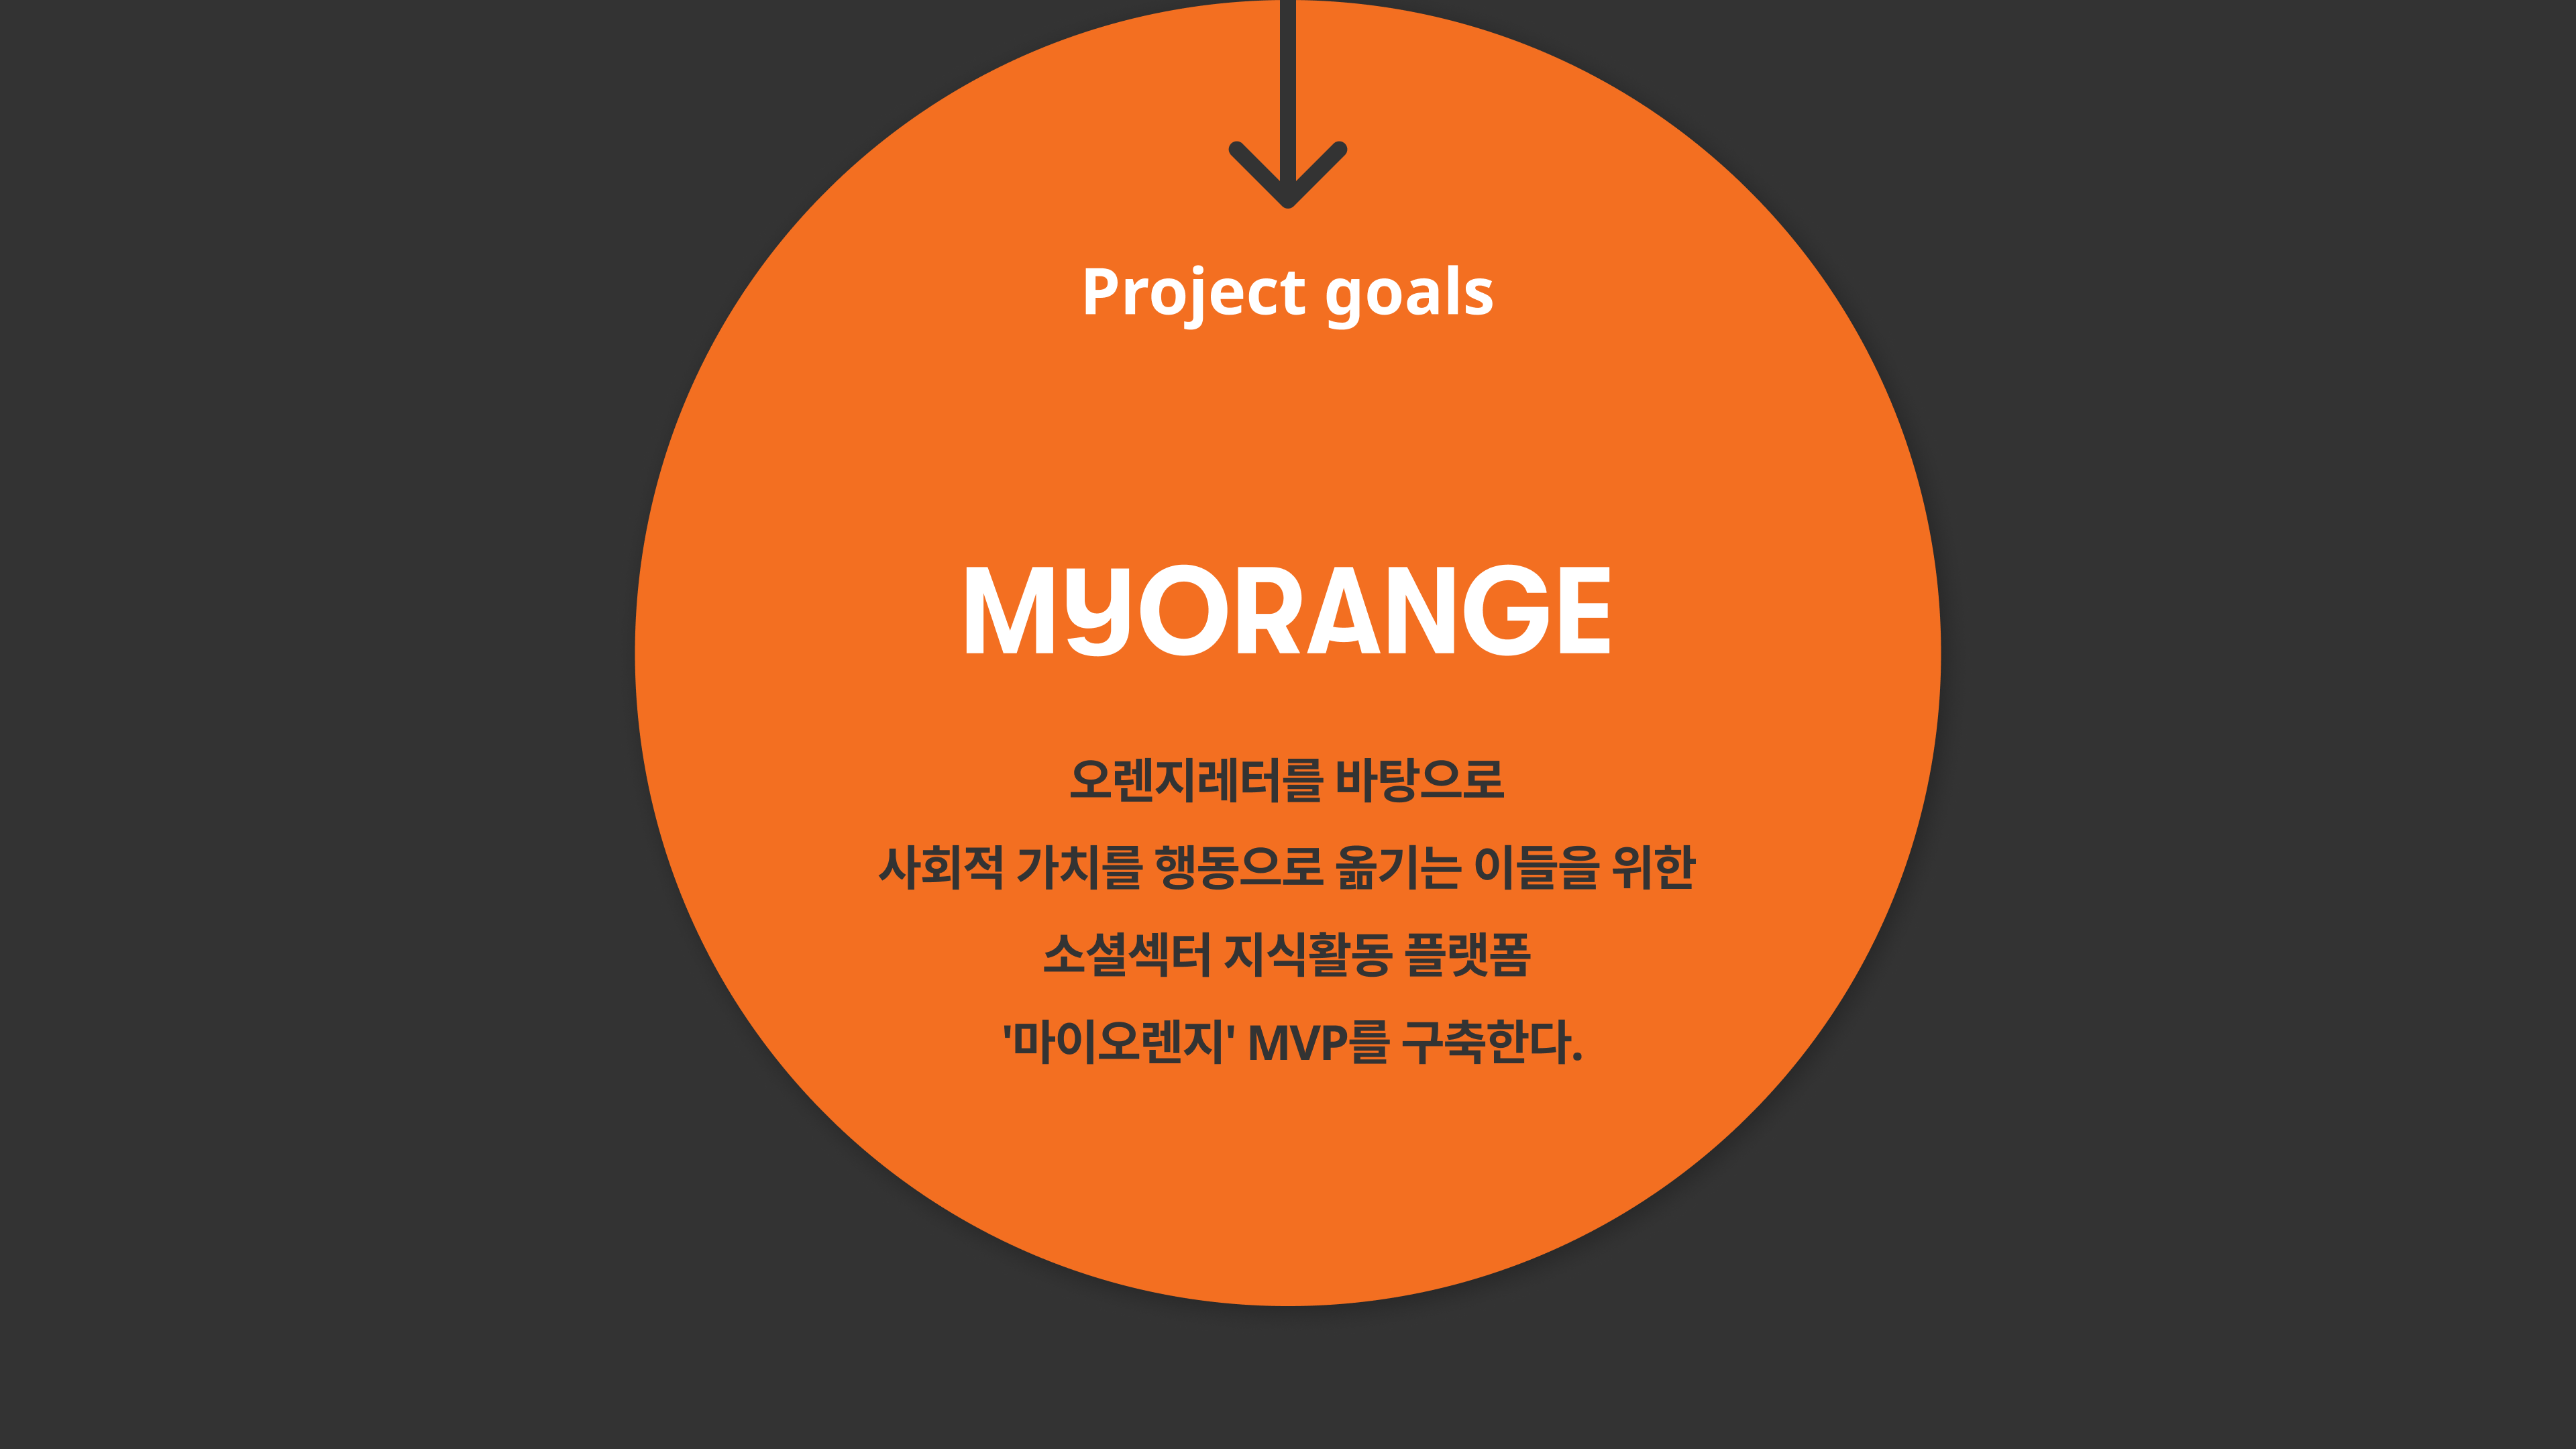 Project goals
MYORANGE
오렌지레터를 바탕으로
사회적 가치를 행동으로 옮기는 이들을 위한
소셜섹터 지식활동 플랫폼
'마이오렌지' MVP를 구축한다.